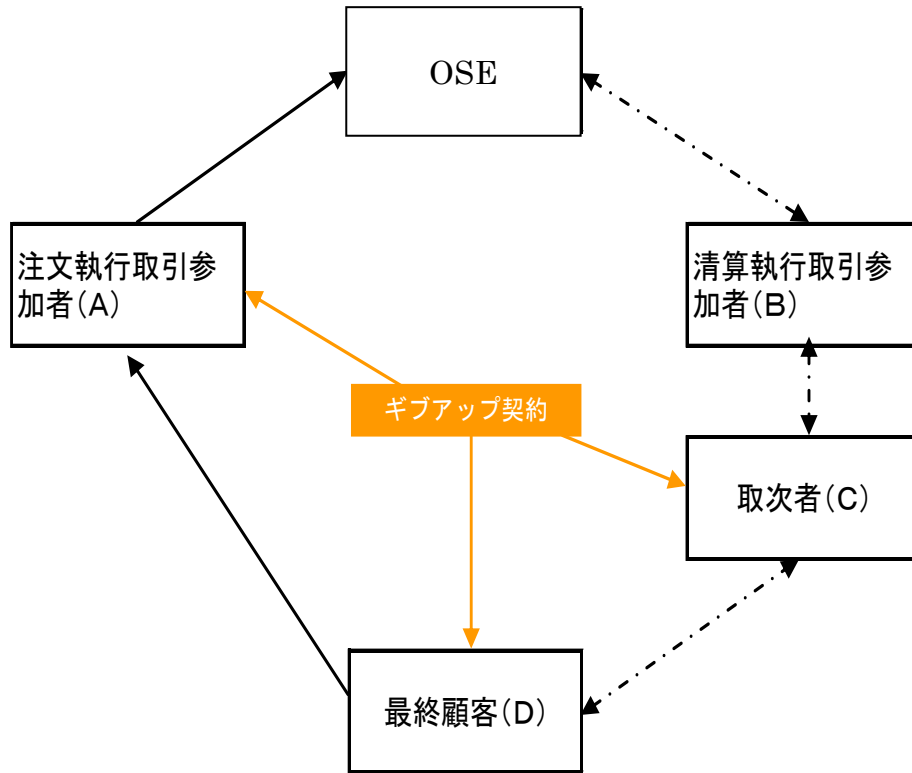 OSE
注文執行取引参
加者(A)
清算執行取引参
加者(B)
ギブアップ契約
取次者(C)
最終顧客(D)